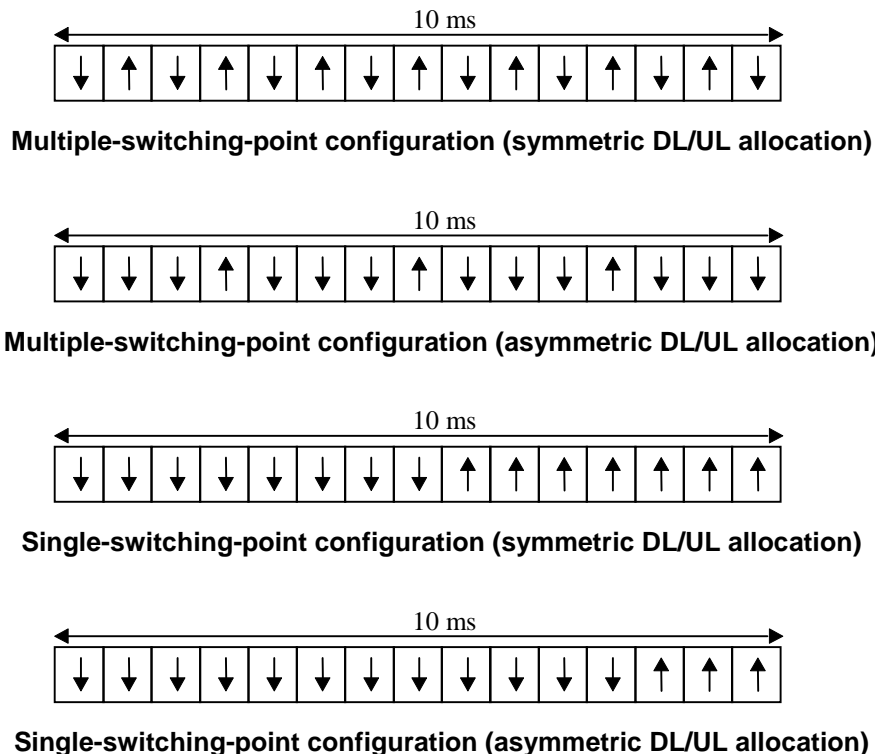 10 ms
Multiple-switching-point configuration (symmetric DL/UL allocation)
10 ms
Multiple-switching-point configuration (asymmetric DL/UL allocation)
10 ms
Single-switching-point configuration (symmetric DL/UL allocation)
10 ms
Single-switching-point configuration (asymmetric DL/UL allocation)